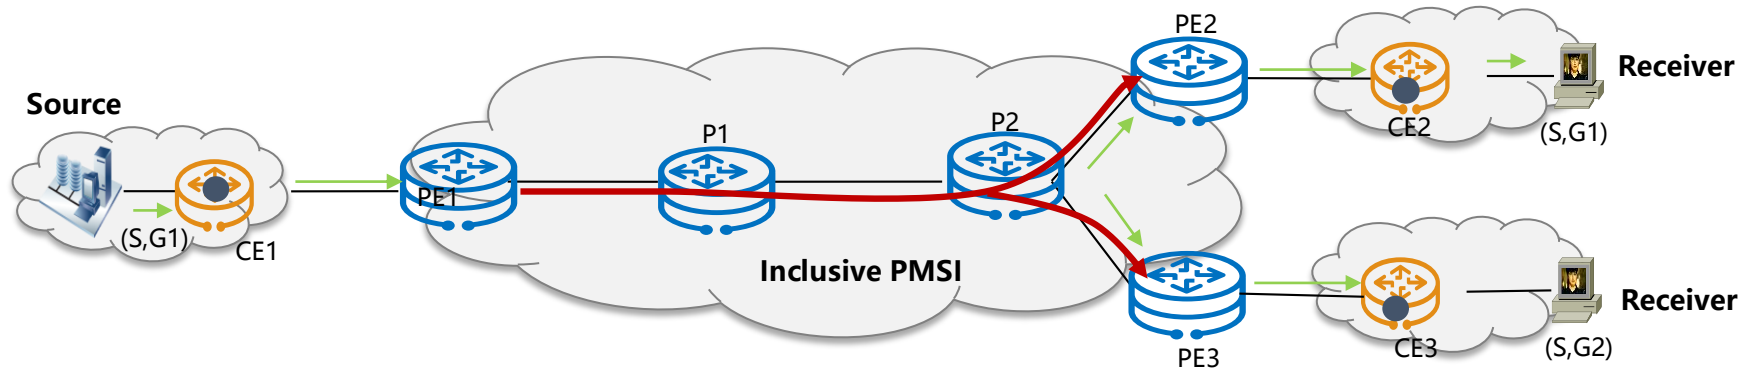 Source
(S,G1)
CE1
PE1
P1
P2
Inclusive PMSI
PE2
CE2
Receiver
(S,G1)
PE3
CE3
Receiver
(S,G2)